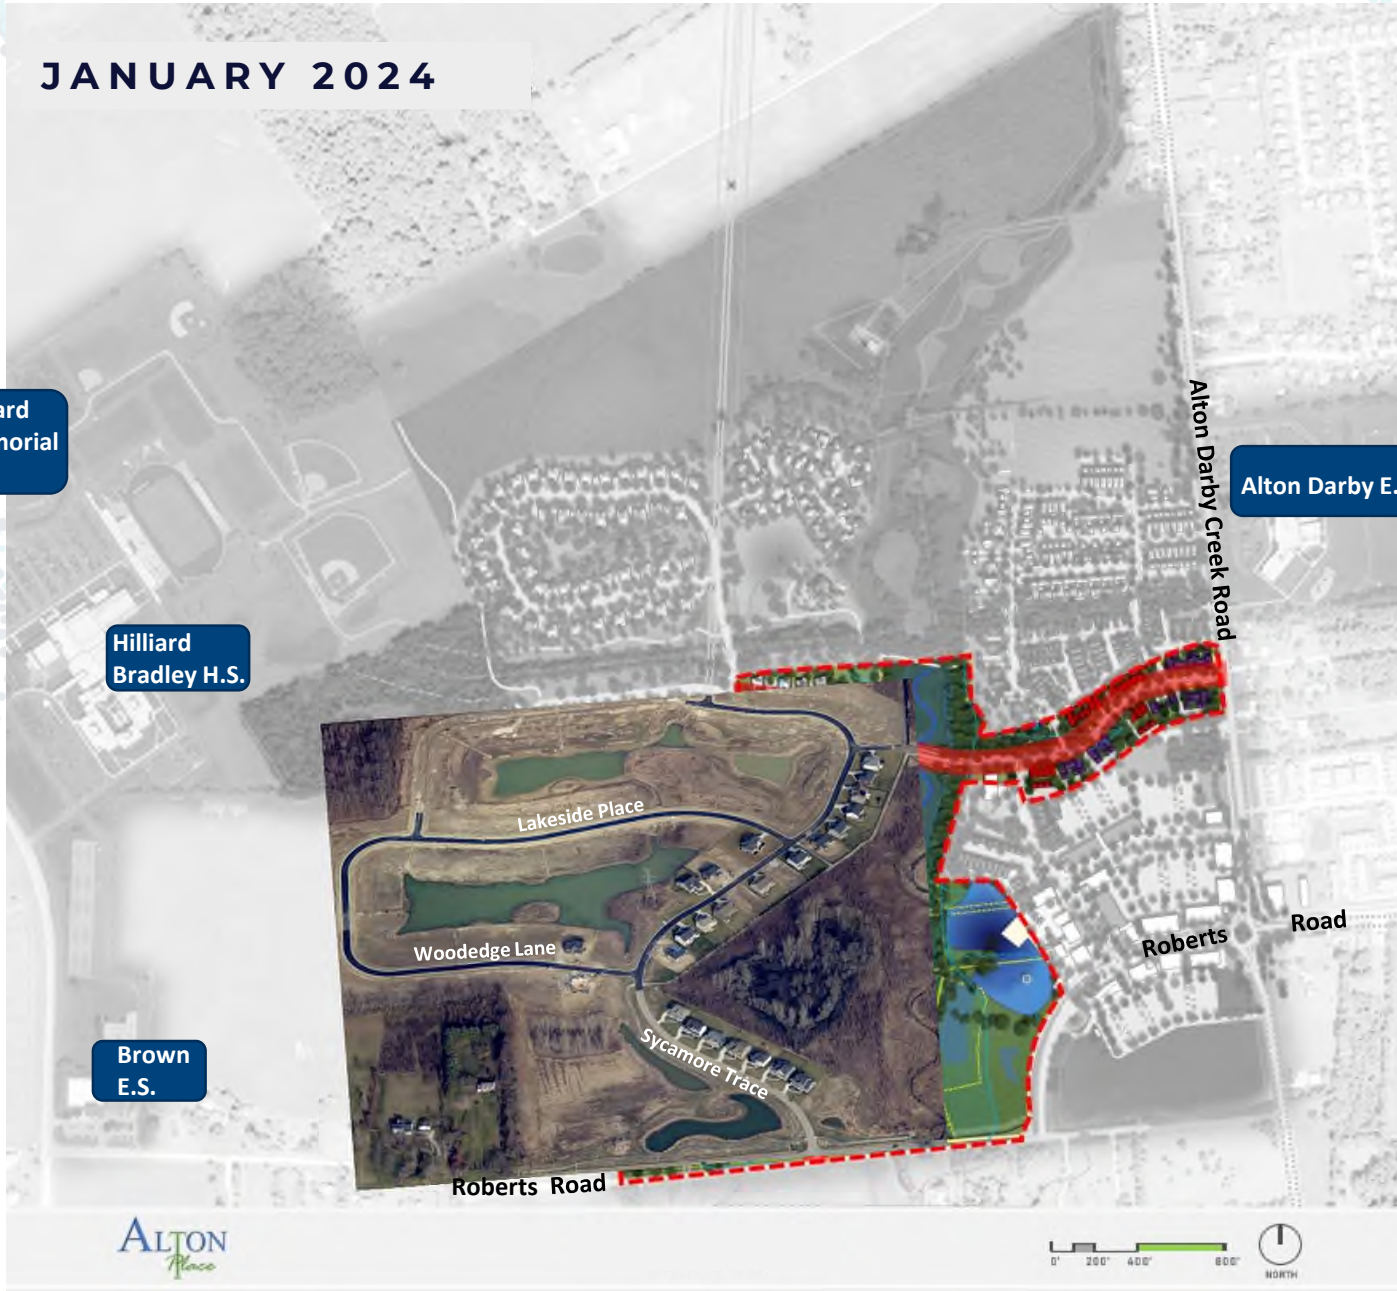 JANUARY 2024
ard
morial
Alton Darby Creek Road
Alton Darby E.
Hilliard
Bradley H.S.
Lakeside Place
Woodedge Lane
Roberts Road
Sycamore Trace
Brown
E.S.
Roberts Road
ALTON
Place
0' 200' 400' 800'
NORTH